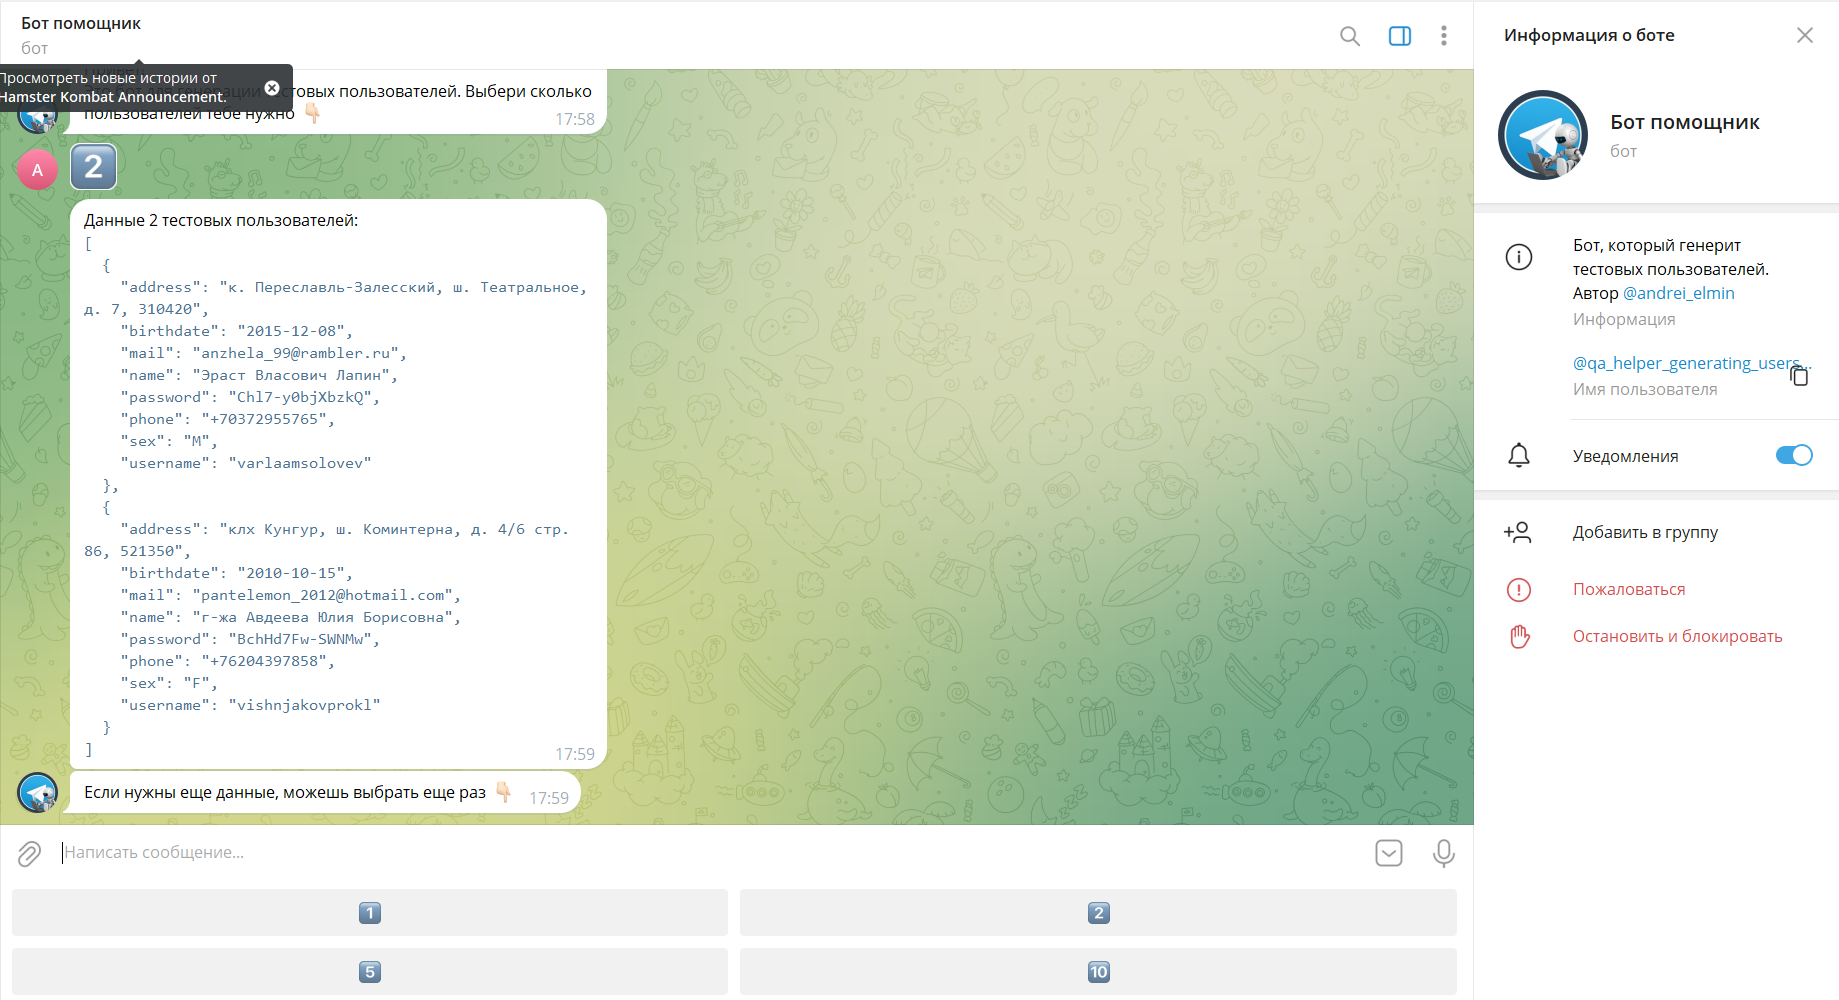 Бот помощник
бот
Просмотреть новые истории от
Hamster Kombat Announcement.
товых пользователей. Выбери сколько
пользователей тебе нужно 👇🏻
17:58
A
2
Данные 2 тестовых пользователей:
[
{
"address": "к. Переславль-Залесский, ш. Театральное,
д. 7, 310420",
"birthdate": "2015-12-08",
"mail": "anzhela_99@rambler.ru",
"name": "Эраст Власович Лапин",
"password": "Chl7-y0bjXbzkQ",
"phone": "+70372955765",
"sex": "M",
"username": "varlaamsolovev"
},
{
"address": "клх Кунгур, ш. Коминтерна, д. 4/6 стр.
86, 521350",
"birthdate": "2010-10-15",
"mail": "pantelemon_2012@hotmail.com",
"name": "г-жа Авдеева Юлия Борисовна",
"password": "BchHd7Fw-SWNMw",
"phone": "+76204397858",
"sex": "F",
"username": "vishnjakovprokl"
}
]
17:59
Если нужны еще данные, можешь выбрать еще раз 👇🏻 17:59
Написать сообщение...
1
2
5
10
Информация о боте
Бот помощник
бот
Бот, который генерит
тестовых пользователей.
Автор @andrei_elmin
Информация
@qa_helper_generating_users...
Имя пользователя
Уведомления
Добавить в группу
Пожаловаться
Остановить и блокировать